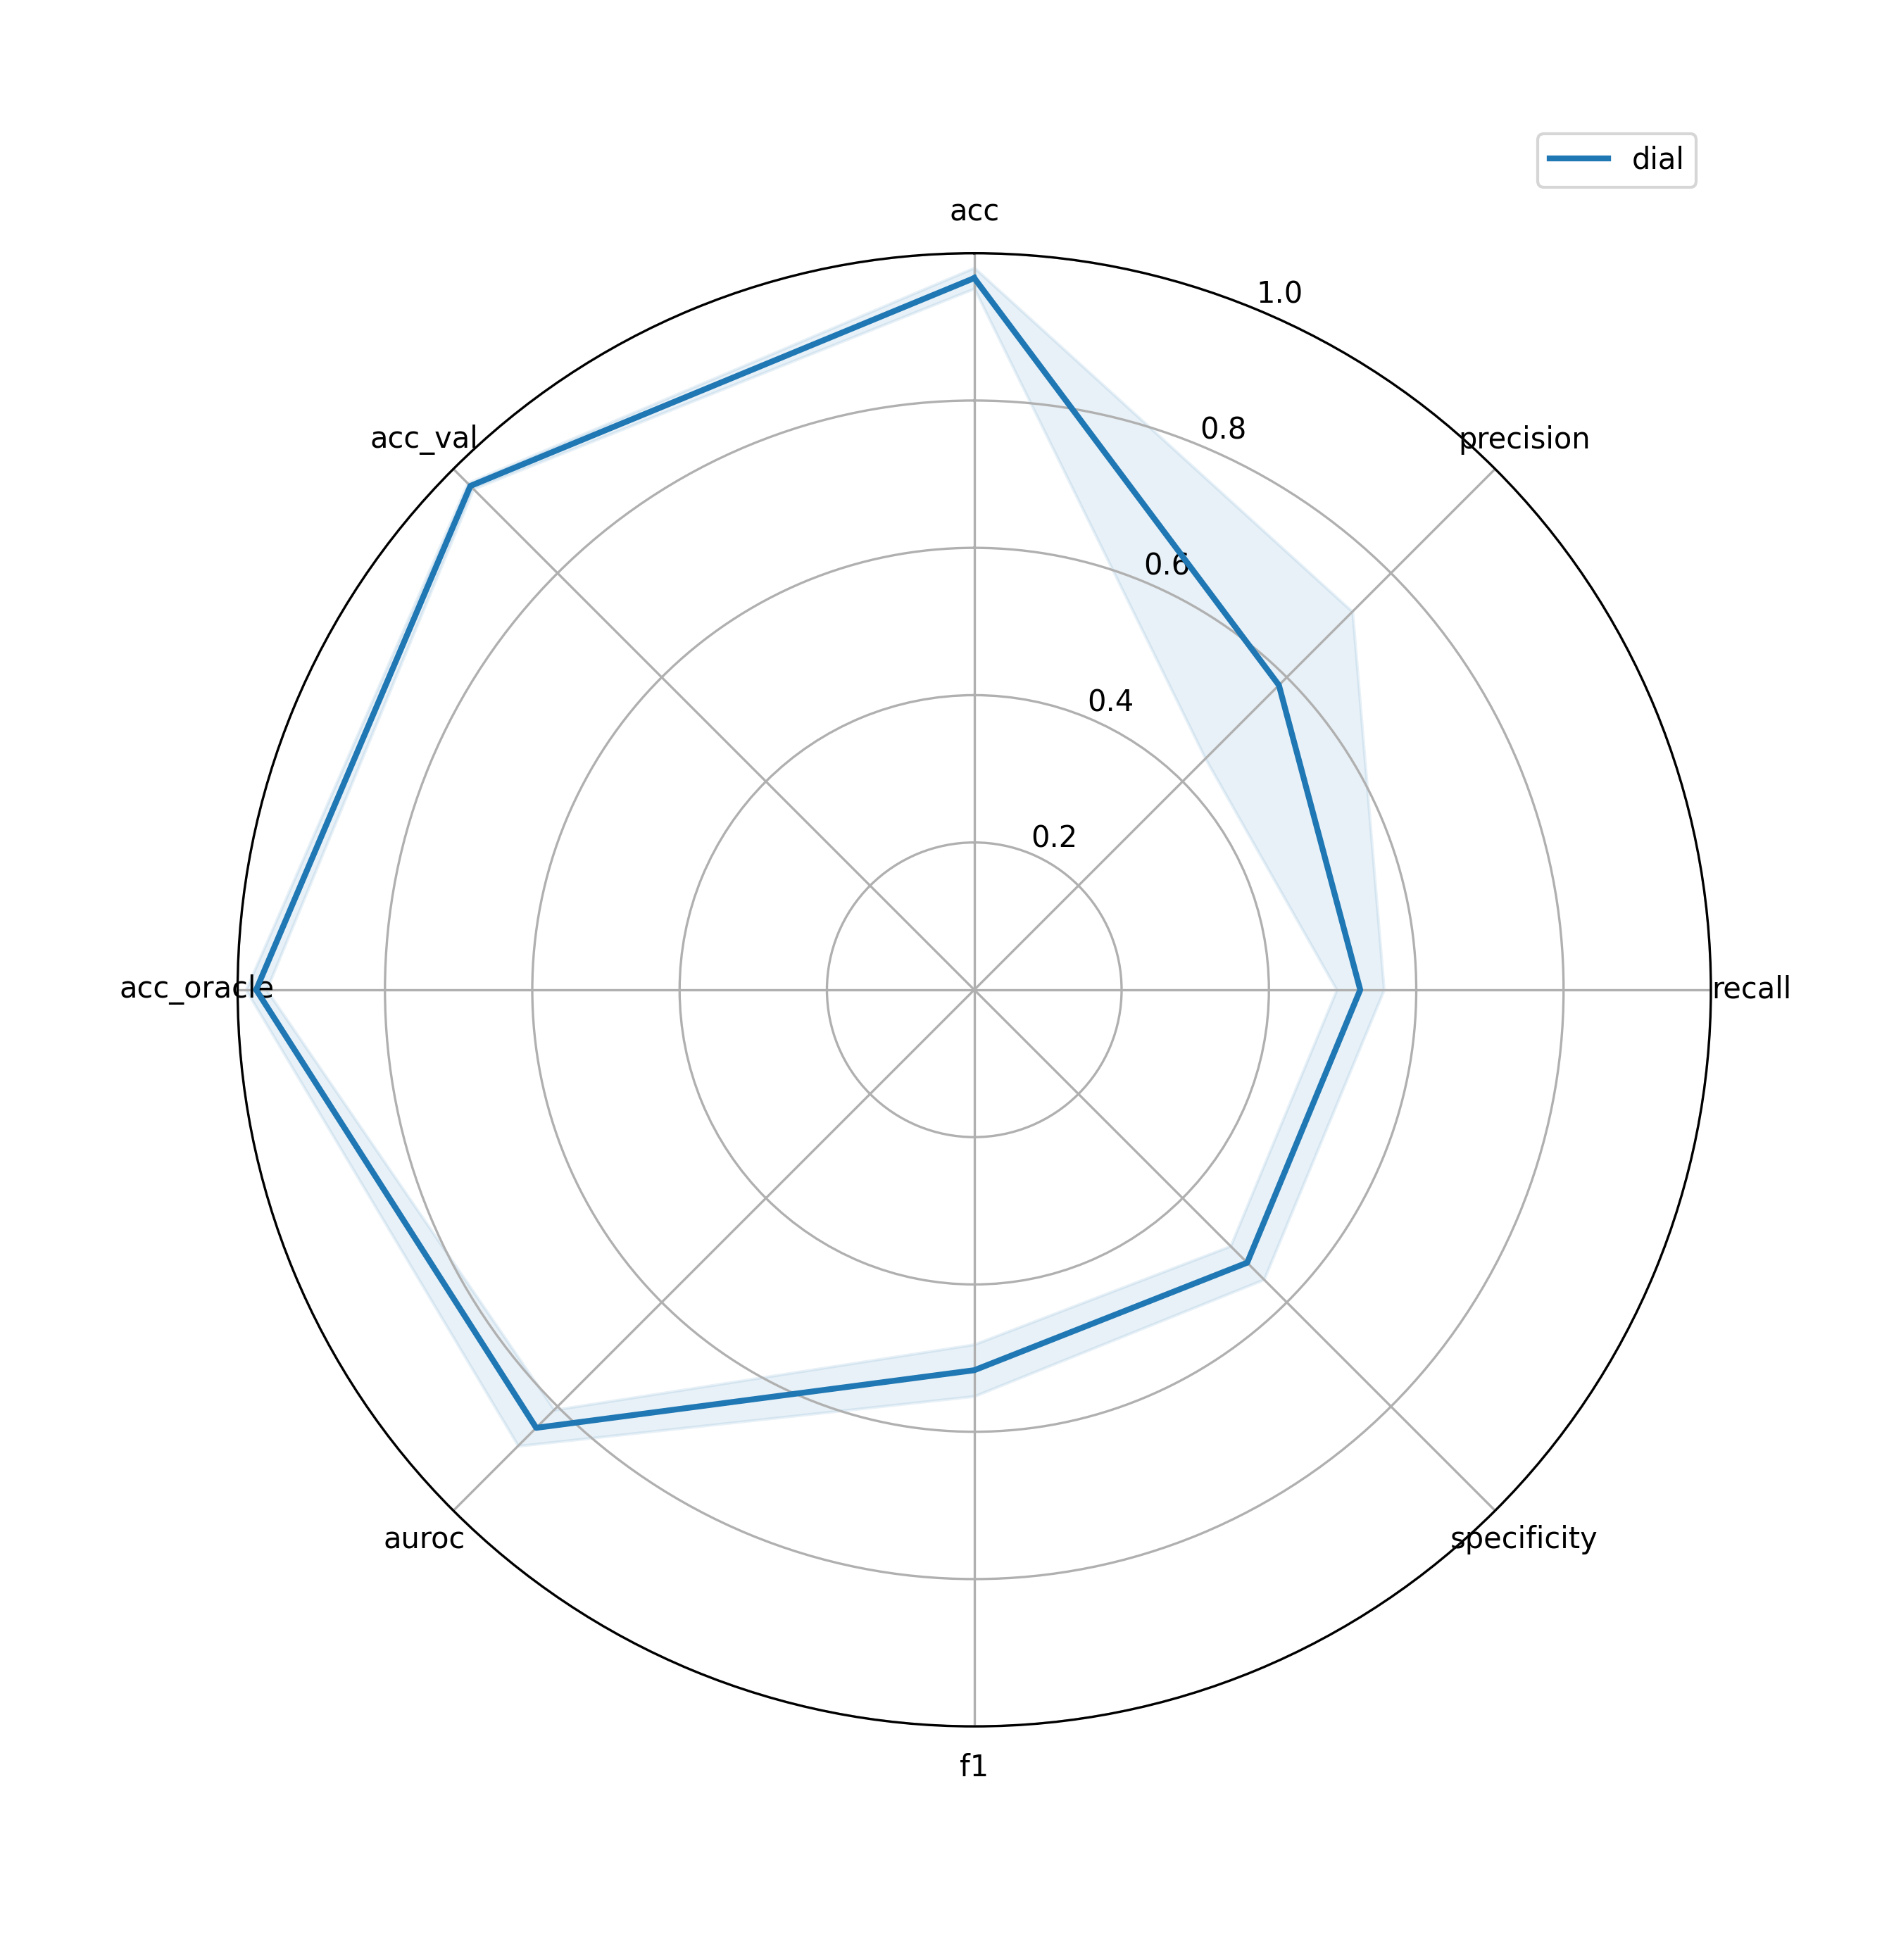 dial
acc
1.0
0.8
precision
acc_val
0.6
0.4
0.2
acc_oracle
recall
auroc
specificity
f1